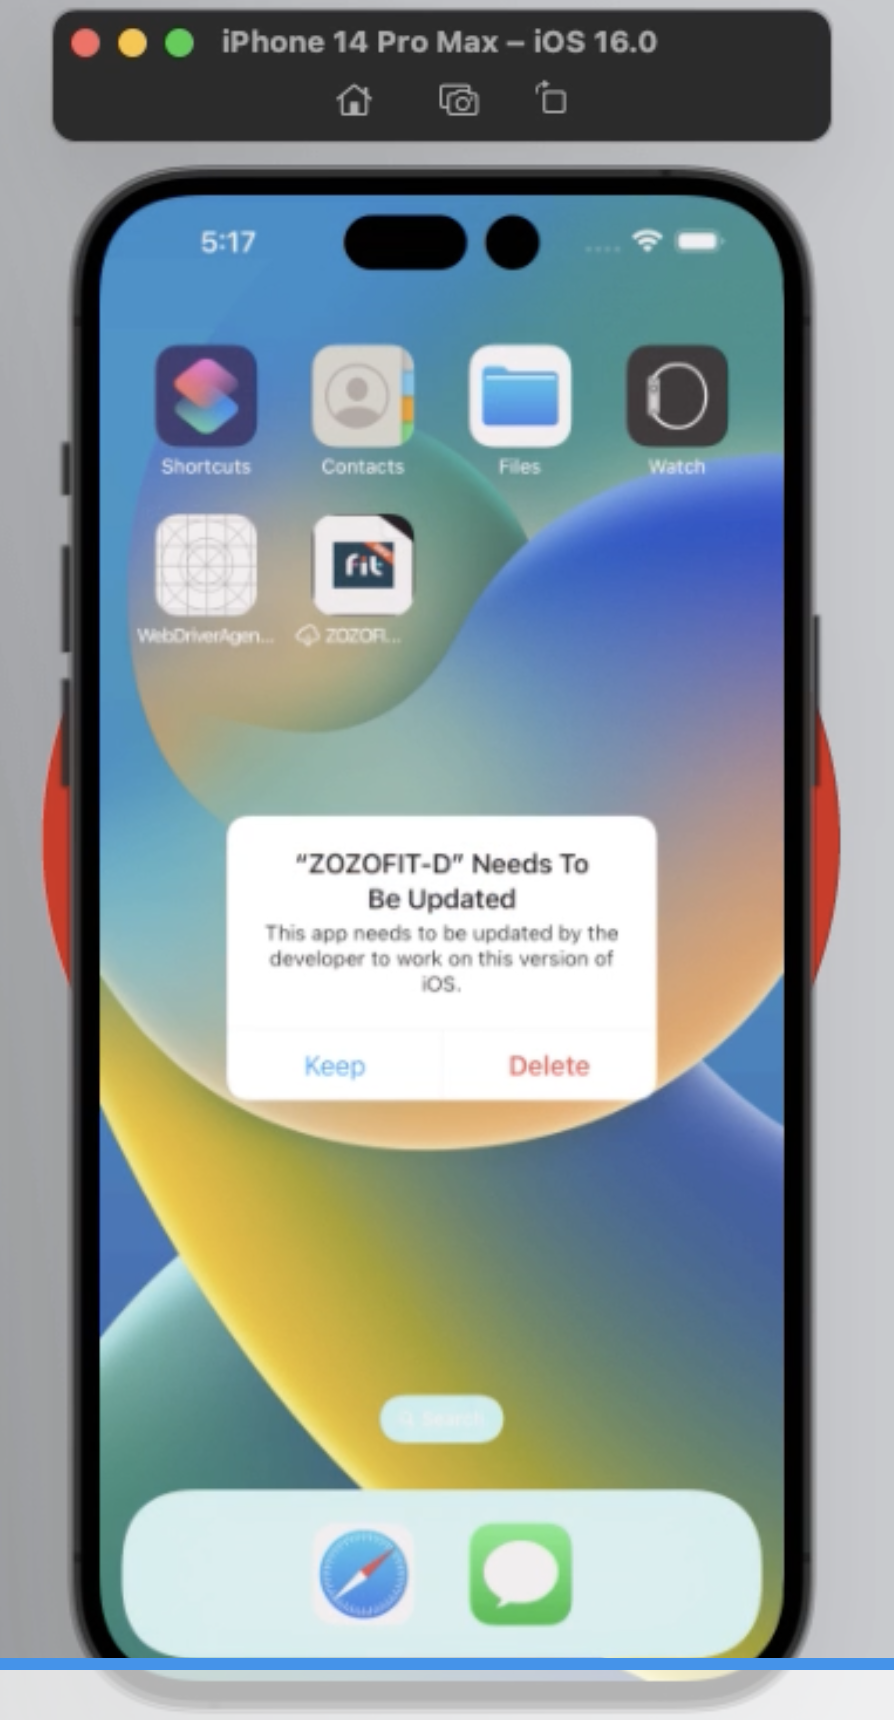 iPhone 14 Pro Max – iOS 16.0
5:17
Shortcuts
Contacts
Files
Watch
fit
WebDriverAgen...
ZOZOFI...
“ZOZOFIT-D” Needs To
Be Updated
This app needs to be updated by the
developer to work on this version of
iOS.
Keep
Delete
Search